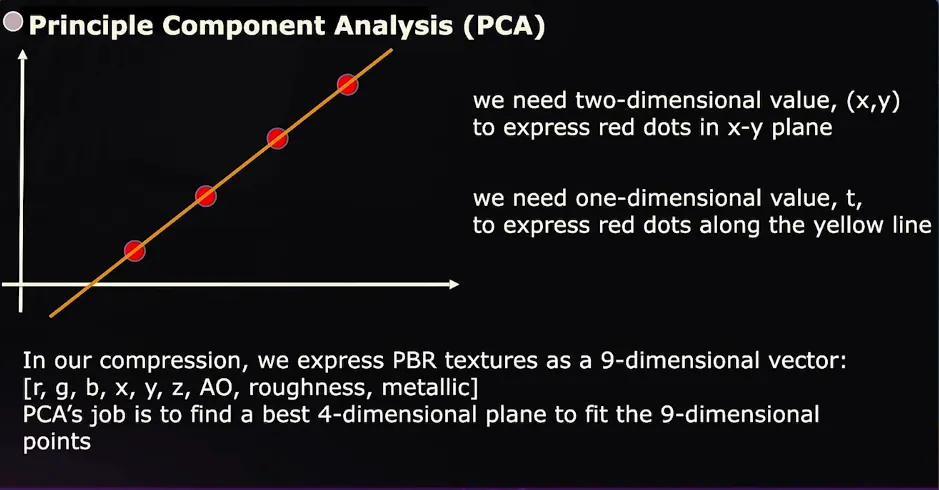 Principle Component Analysis (PCA)
we need two-dimensional value, (x,y)
to express red dots in x-y plane
we need one-dimensional value, t,
to express red dots along the yellow line
In our compression, we express PBR textures as a 9-dimensional vector:
[r, g, b, x, y, z, AO, roughness, metallic]
PCA’s job is to find a best 4-dimensional plane to fit the 9-dimensional
points